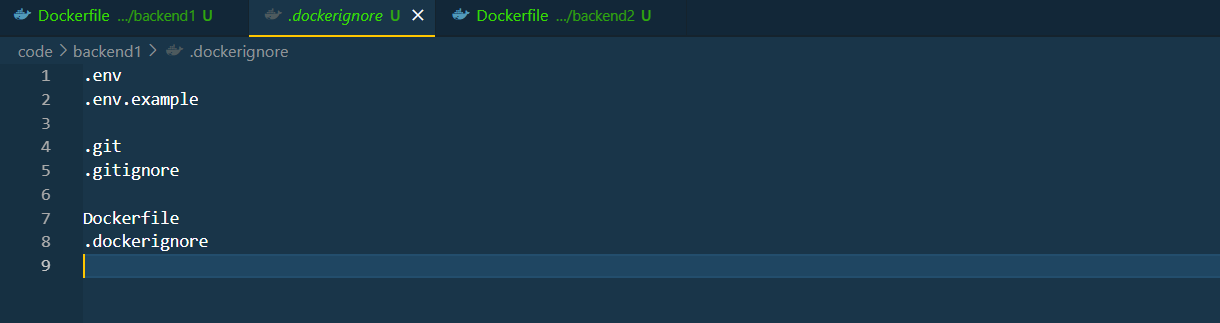 Dockerfile .../backend1 U .dockerignore U Dockerfile .../backend2 U
code > backend1 > .dockerignore
1 .env
2 .env.example
3
4 .git
5 .gitignore
6
7 Dockerfile
8 .dockerignore
9